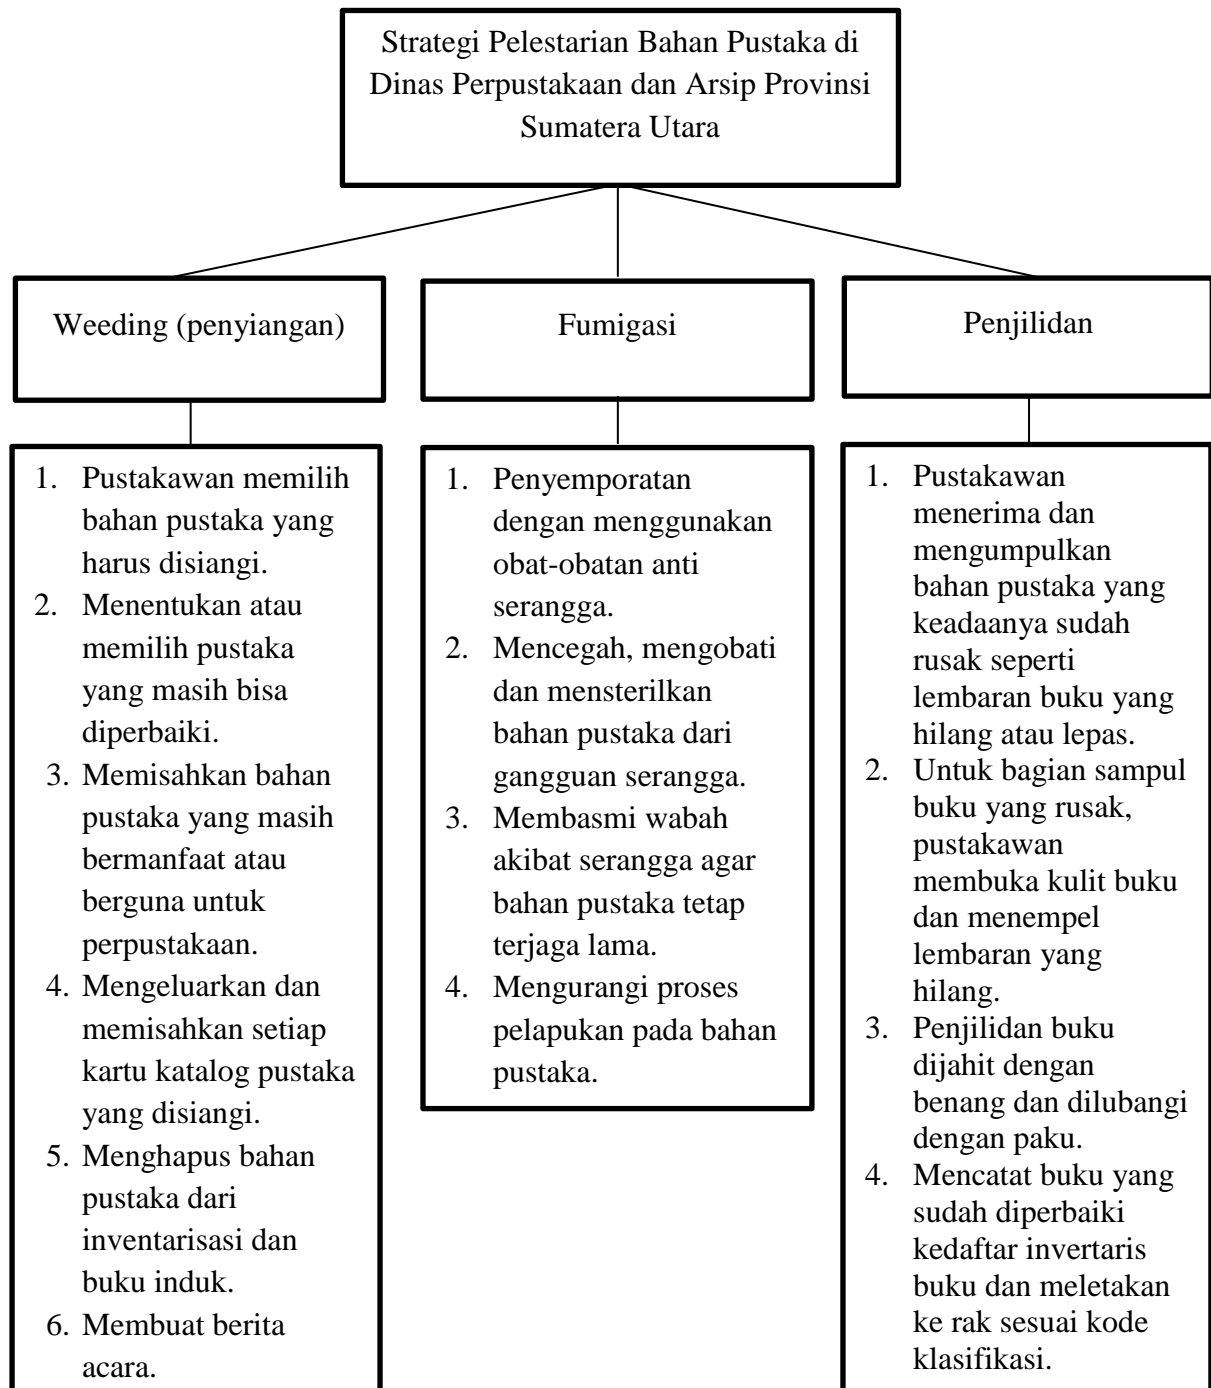 Strategi Pelestarian Bahan Pustaka di
Dinas Perpustakaan dan Arsip Provinsi
Sumatera Utara
Weeding (penyiangan)
Fumigasi
Penjilidan
1. Pustakawan memilih
bahan pustaka yang
harus disiangi.
2. Menentukan atau
memilih pustaka
yang masih bisa
diperbaiki.
3. Memisahkan bahan
pustaka yang masih
bermanfaat atau
berguna untuk
perpustakaan.
4. Mengeluarkan dan
memisahkan setiap
kartu katalog pustaka
yang disiangi.
5. Menghapus bahan
pustaka dari
inventarisasi dan
buku induk.
6. Membuat berita
acara.
1. Penyemporatan
dengan menggunakan
obat-obatan anti
serangga.
2. Mencegah, mengobati
dan mensterilkan
bahan pustaka dari
gangguan serangga.
3. Membasmi wabah
akibat serangga agar
bahan pustaka tetap
terjaga lama.
4. Mengurangi proses
pelapukan pada bahan
pustaka.
1. Pustakawan
menerima dan
mengumpulkan
bahan pustaka yang
keadaanya sudah
rusak seperti
lembaran buku yang
hilang atau lepas.
2. Untuk bagian sampul
buku yang rusak,
pustakawan
membuka kulit buku
dan menempel
lembaran yang
hilang.
3. Penjilidan buku
dijahit dengan
benang dan dilubangi
dengan paku.
4. Mencatat buku yang
sudah diperbaiki
kedaftar invertaris
buku dan meletakan
ke rak sesuai kode
klasifikasi.